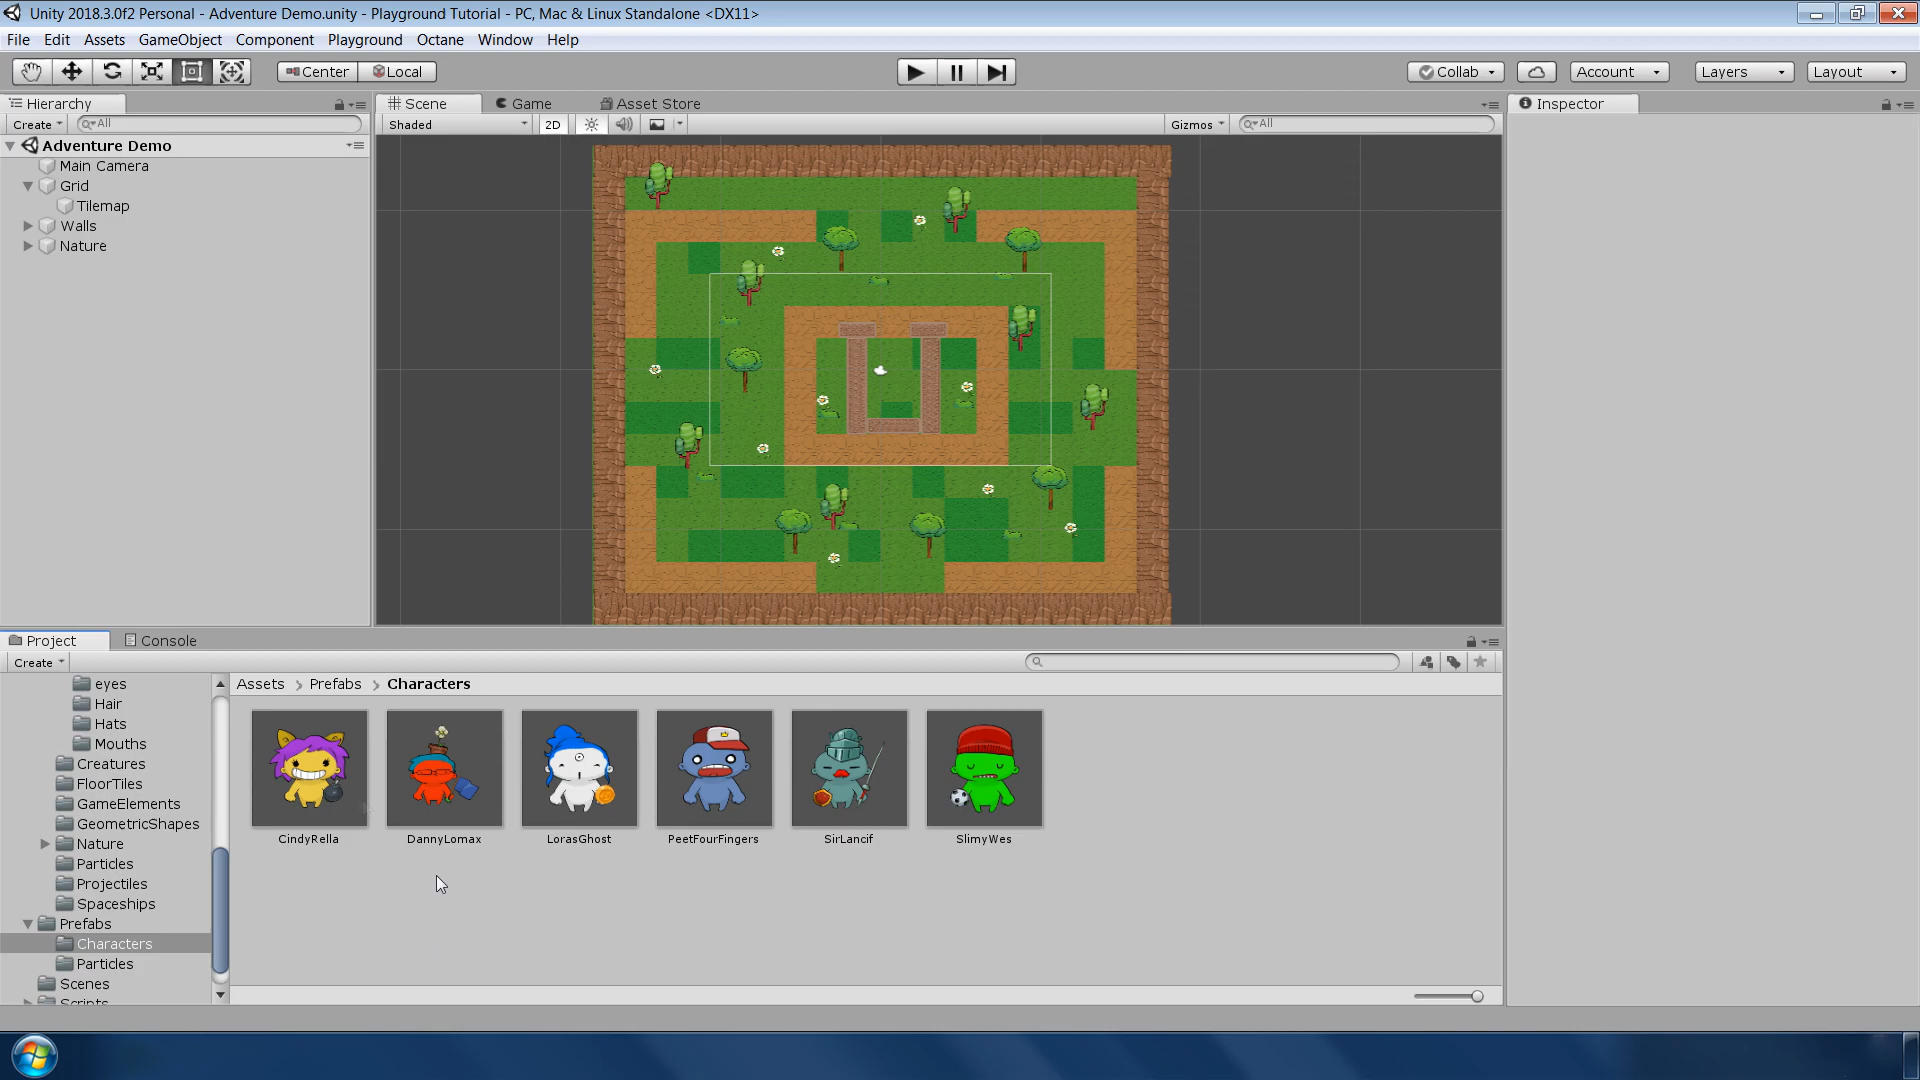 Unity 2018.3.0f2 Personal - Adventure Demo.unity - Playground Tutorial - PC, Mac & Linux Standalone <DX11>
File Edit Assets GameObject Component Playground Octane Window Help
Center Local Collab Account Layers Layout
Hierarchy Scene Game Asset Store Inspector
Create All Shaded 2D Gizmos All
Adventure Demo
Main Camera
Grid
Tilemap
Walls
Nature
Project Console
Create
eyes
Hair
Hats
Mouths
Creatures
FloorTiles
GameElements
GeometricShapes
Nature
Particles
Projectiles
Spaceships
Prefabs
Characters
Particles
Scenes
Scripts
Assets Prefabs Characters
CindyRella DannyLomax LorasGhost PeetFourFingers SirLancif SlimyWes